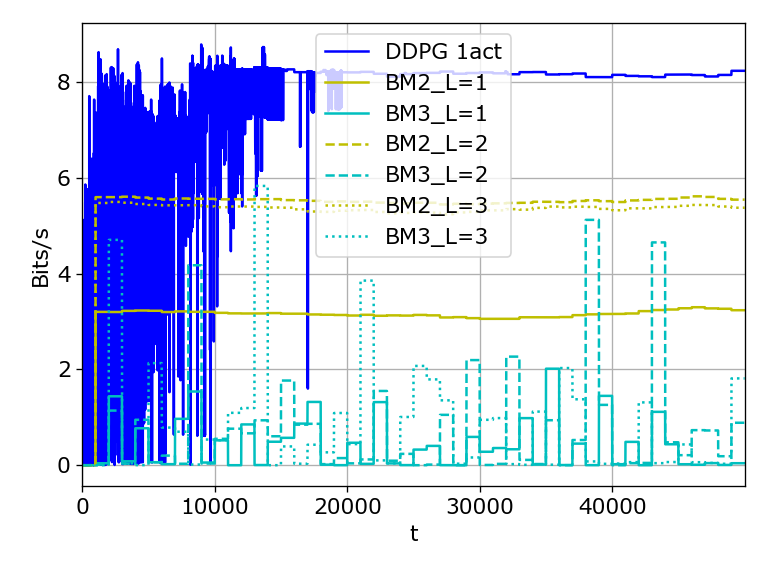 DDPG 1act
BM2_L=1
BM3_L=1
BM2_L=2
BM3_L=2
BM2_L=3
BM3_L=3
8
6
4
2
0
Bits/s
0 10000 20000 30000 40000
t